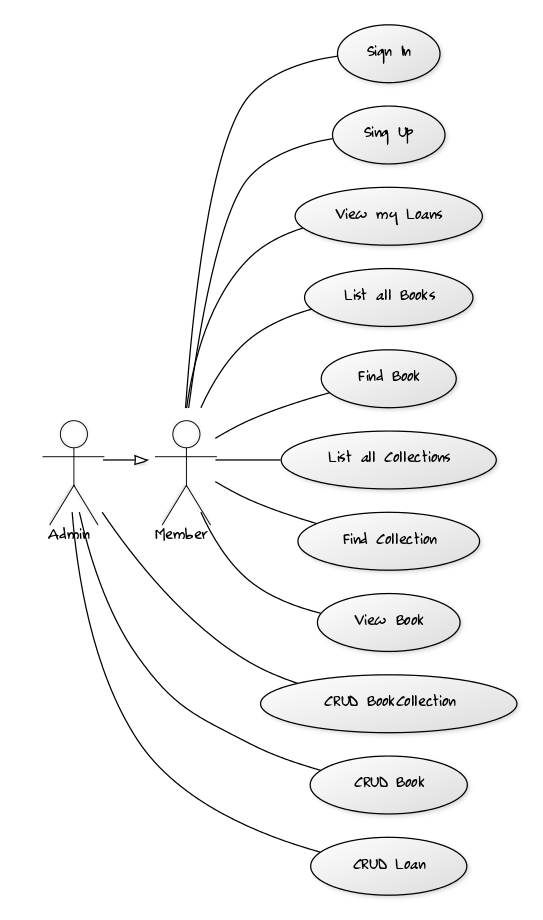 Sign In
Sing Up
View my Loans
List all Books
Find Book
List all Collections
Admin
Member
Find Collection
View Book
CRUD BookCollection
CRUD Book
CRUD Loan